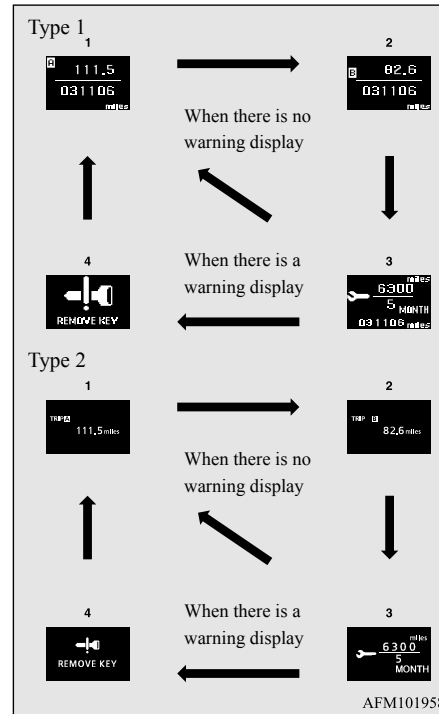 Type 1
1
A
111.5
031106
miles
2
B
82.6
031106
miles
When there is no
warning display
4
REMOVE KEY
When there is a
warning display
3
miles
6300
5 MONTH
031106 miles
Type 2
1
TRIP A
111.5 miles
2
TRIP B
82.6 miles
When there is no
warning display
4
REMOVE KEY
When there is a
warning display
3
miles
6300
5
MONTH
AFM101958